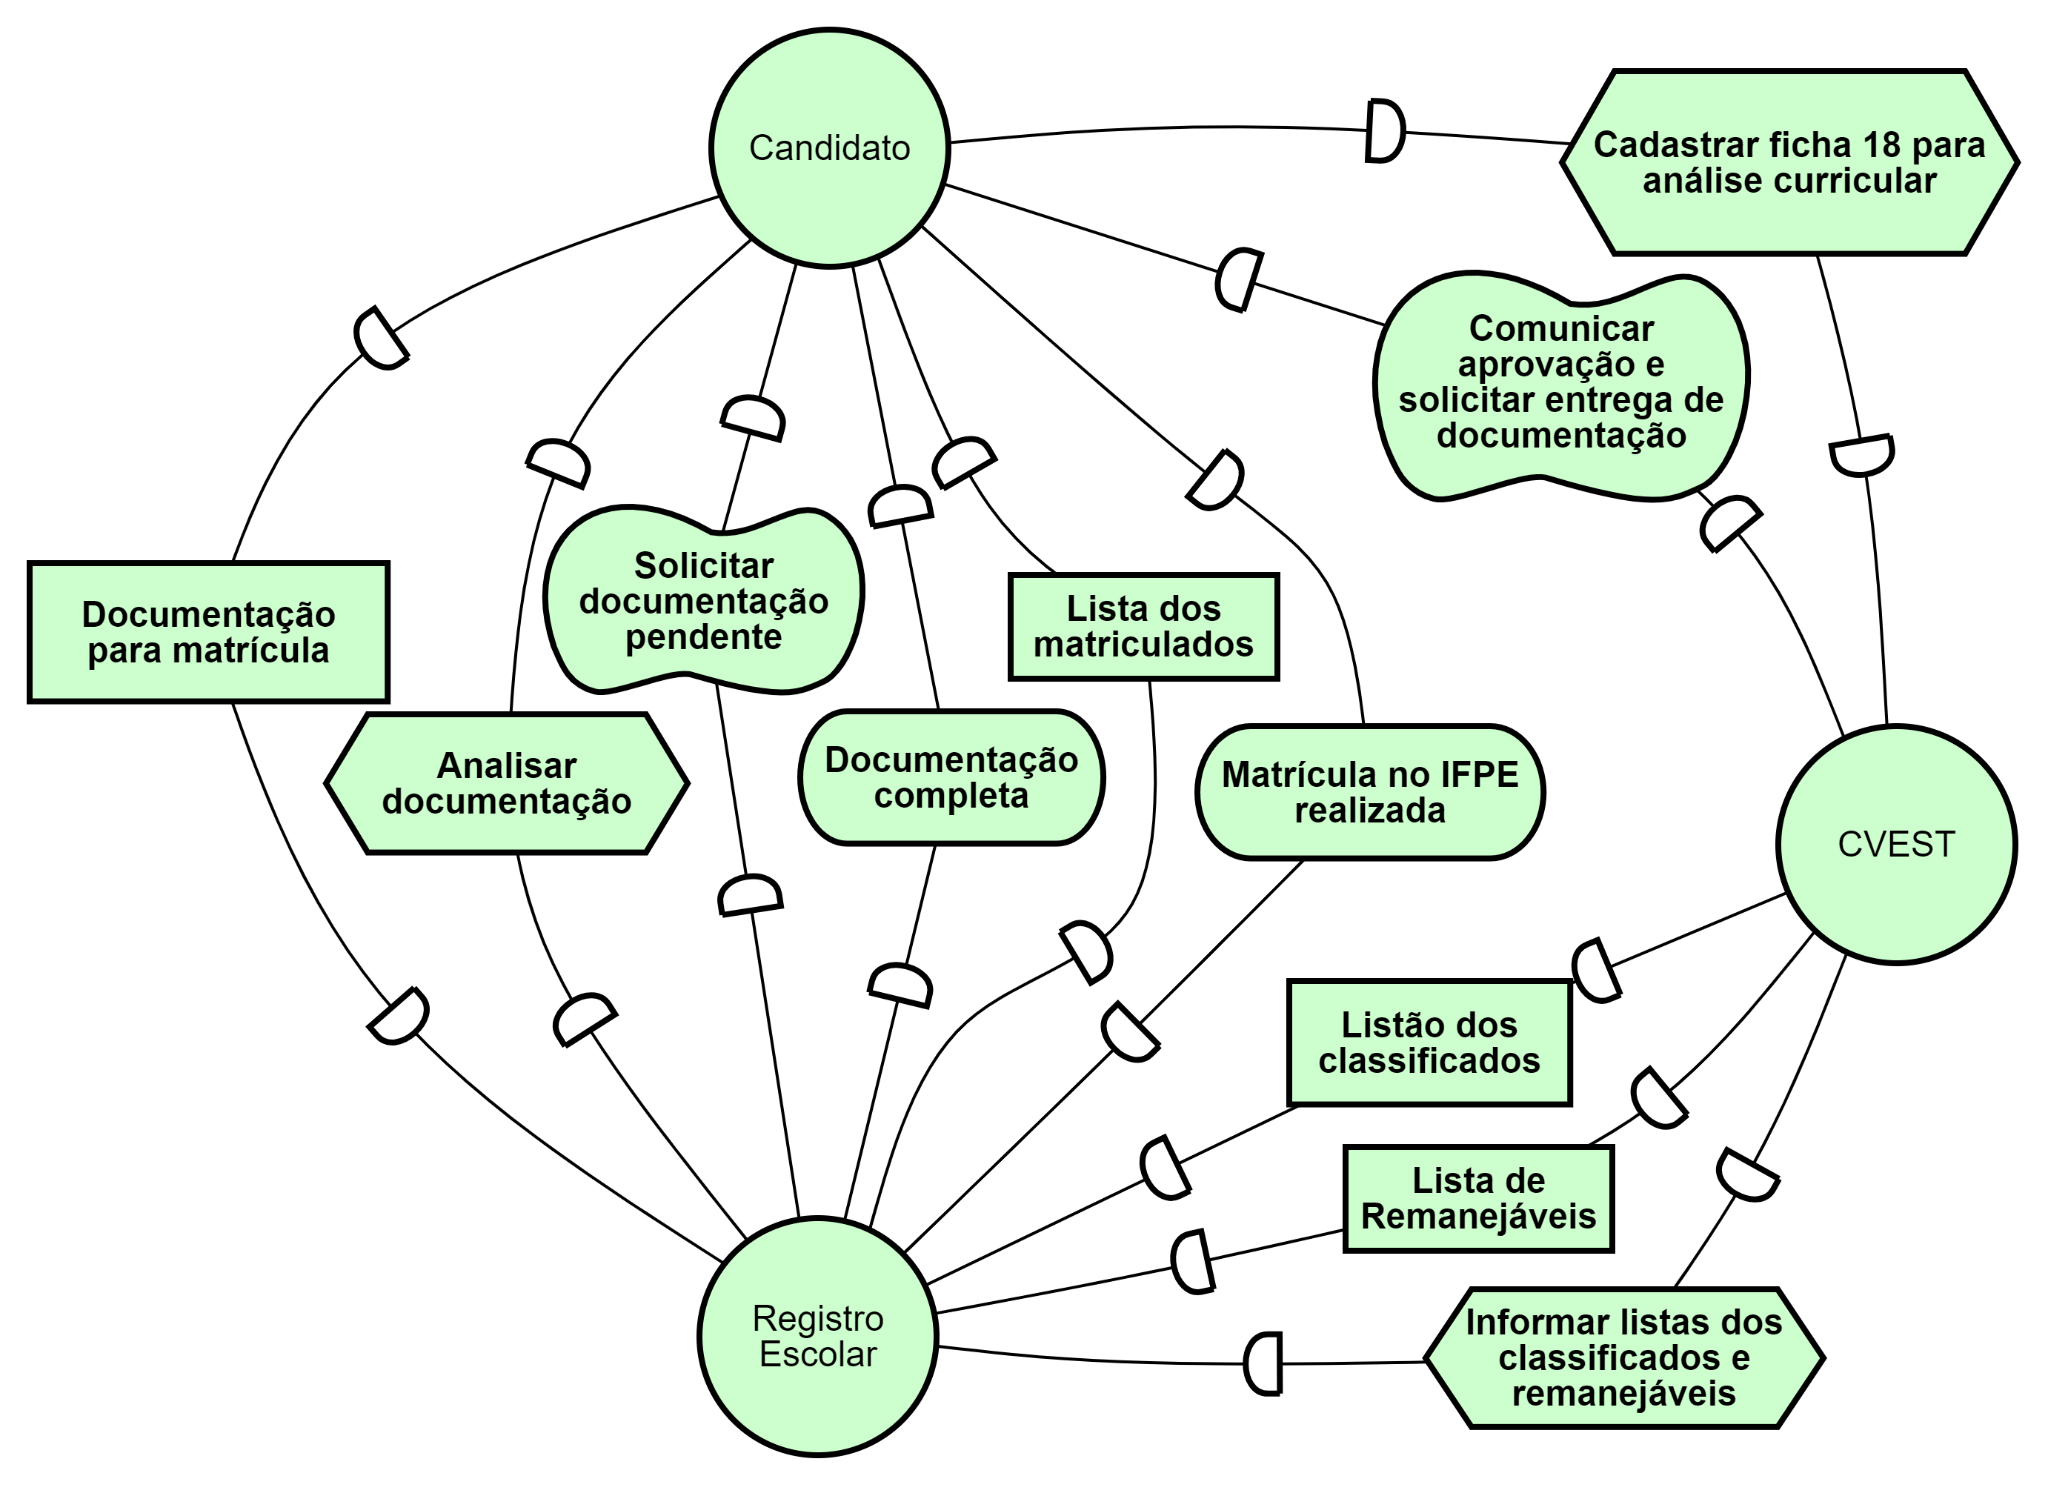 Candidato
Cadastrar ficha 18 para
análise curricular
Comunicar
aprovação e
solicitar entrega de
documentação
Documentação
para matrícula
Solicitar
documentação
pendente
Lista dos
matriculados
Analisar
documentação
Documentação
completa
Matrícula no IFPE
realizada
CVEST
Listão dos
classificados
Lista de
Remanejáveis
Registro
Escolar
Informar listas dos
classificados e
remanejáveis